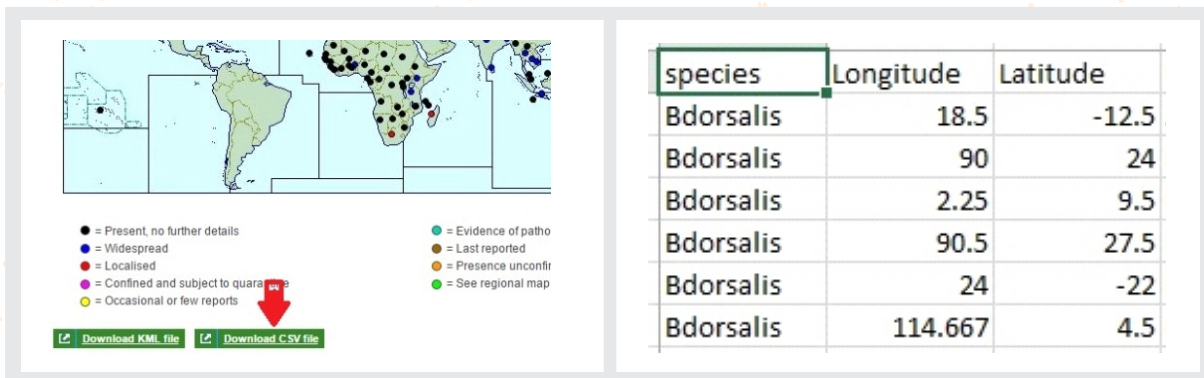 = Present, no further details
= Widespread
= Localised
= Confined and subject to quara e
= Occasional or few reports
= Evidence of patho
= Last reported
= Presence unconfir
= See regional map
Download KML file Download CSV file
species Longitude Latitude
Bdorsalis 18.5 -12.5
Bdorsalis 90 24
Bdorsalis 2.25 9.5
Bdorsalis 90.5 27.5
Bdorsalis 24 -22
Bdorsalis 114.667 4.5